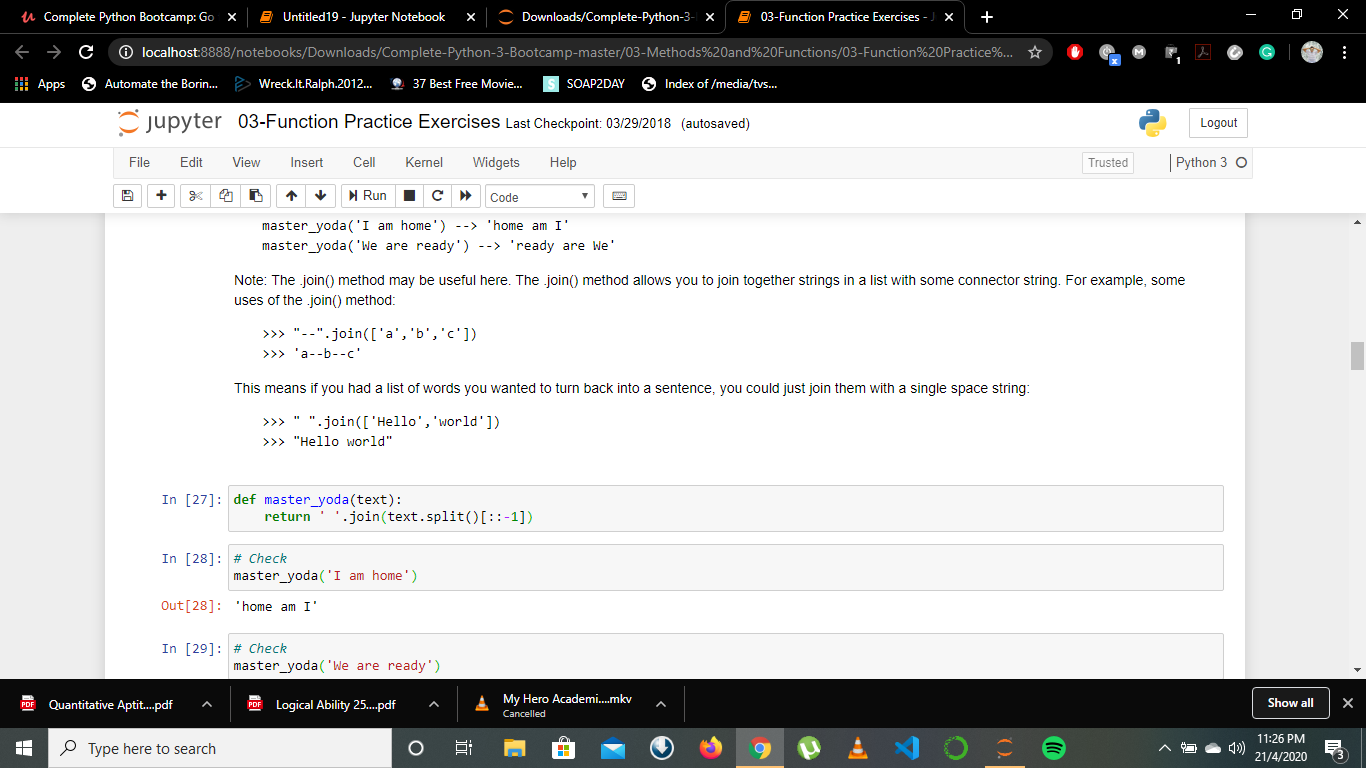 Complete Python Bootcamp: Go
Untitled19 - Jupyter Notebook
Downloads/Complete-Python-3-
03-Function Practice Exercises - J
localhost:8888/notebooks/Downloads/Complete-Python-3-Bootcamp-master/03-Methods%20and%20Functions/03-Function%20Practice%...
Apps
Automate the Borin...
Wreck.It.Ralph.2012...
37 Best Free Movie...
SOAP2DAY
Index of /media/tvs...
jupyter 03-Function Practice Exercises Last Checkpoint: 03/29/2018 (autosaved)
Logout
File Edit View Insert Cell Kernel Widgets Help
Trusted
Python 3
Run
Code
master_yoda('I am home') --> 'home am I'
master_yoda('We are ready') --> 'ready are We'
Note: The .join() method may be useful here. The .join() method allows you to join together strings in a list with some connector string. For example, some
uses of the .join() method:
>>> "--".join(['a','b','c'])
>>> 'a--b--c'
This means if you had a list of words you wanted to turn back into a sentence, you could just join them with a single space string:
>>> " ".join(['Hello','world'])
>>> "Hello world"
In [27]: def master_yoda(text):
return ' '.join(text.split()[::-1])
In [28]: # Check
master_yoda('I am home')
Out[28]: 'home am I'
In [29]: # Check
master_yoda('We are ready')
Quantitative Aptit....pdf
Logical Ability 25....pdf
My Hero Academi....mkv
Cancelled
Show all
Type here to search
11:26 PM
21/4/2020
3